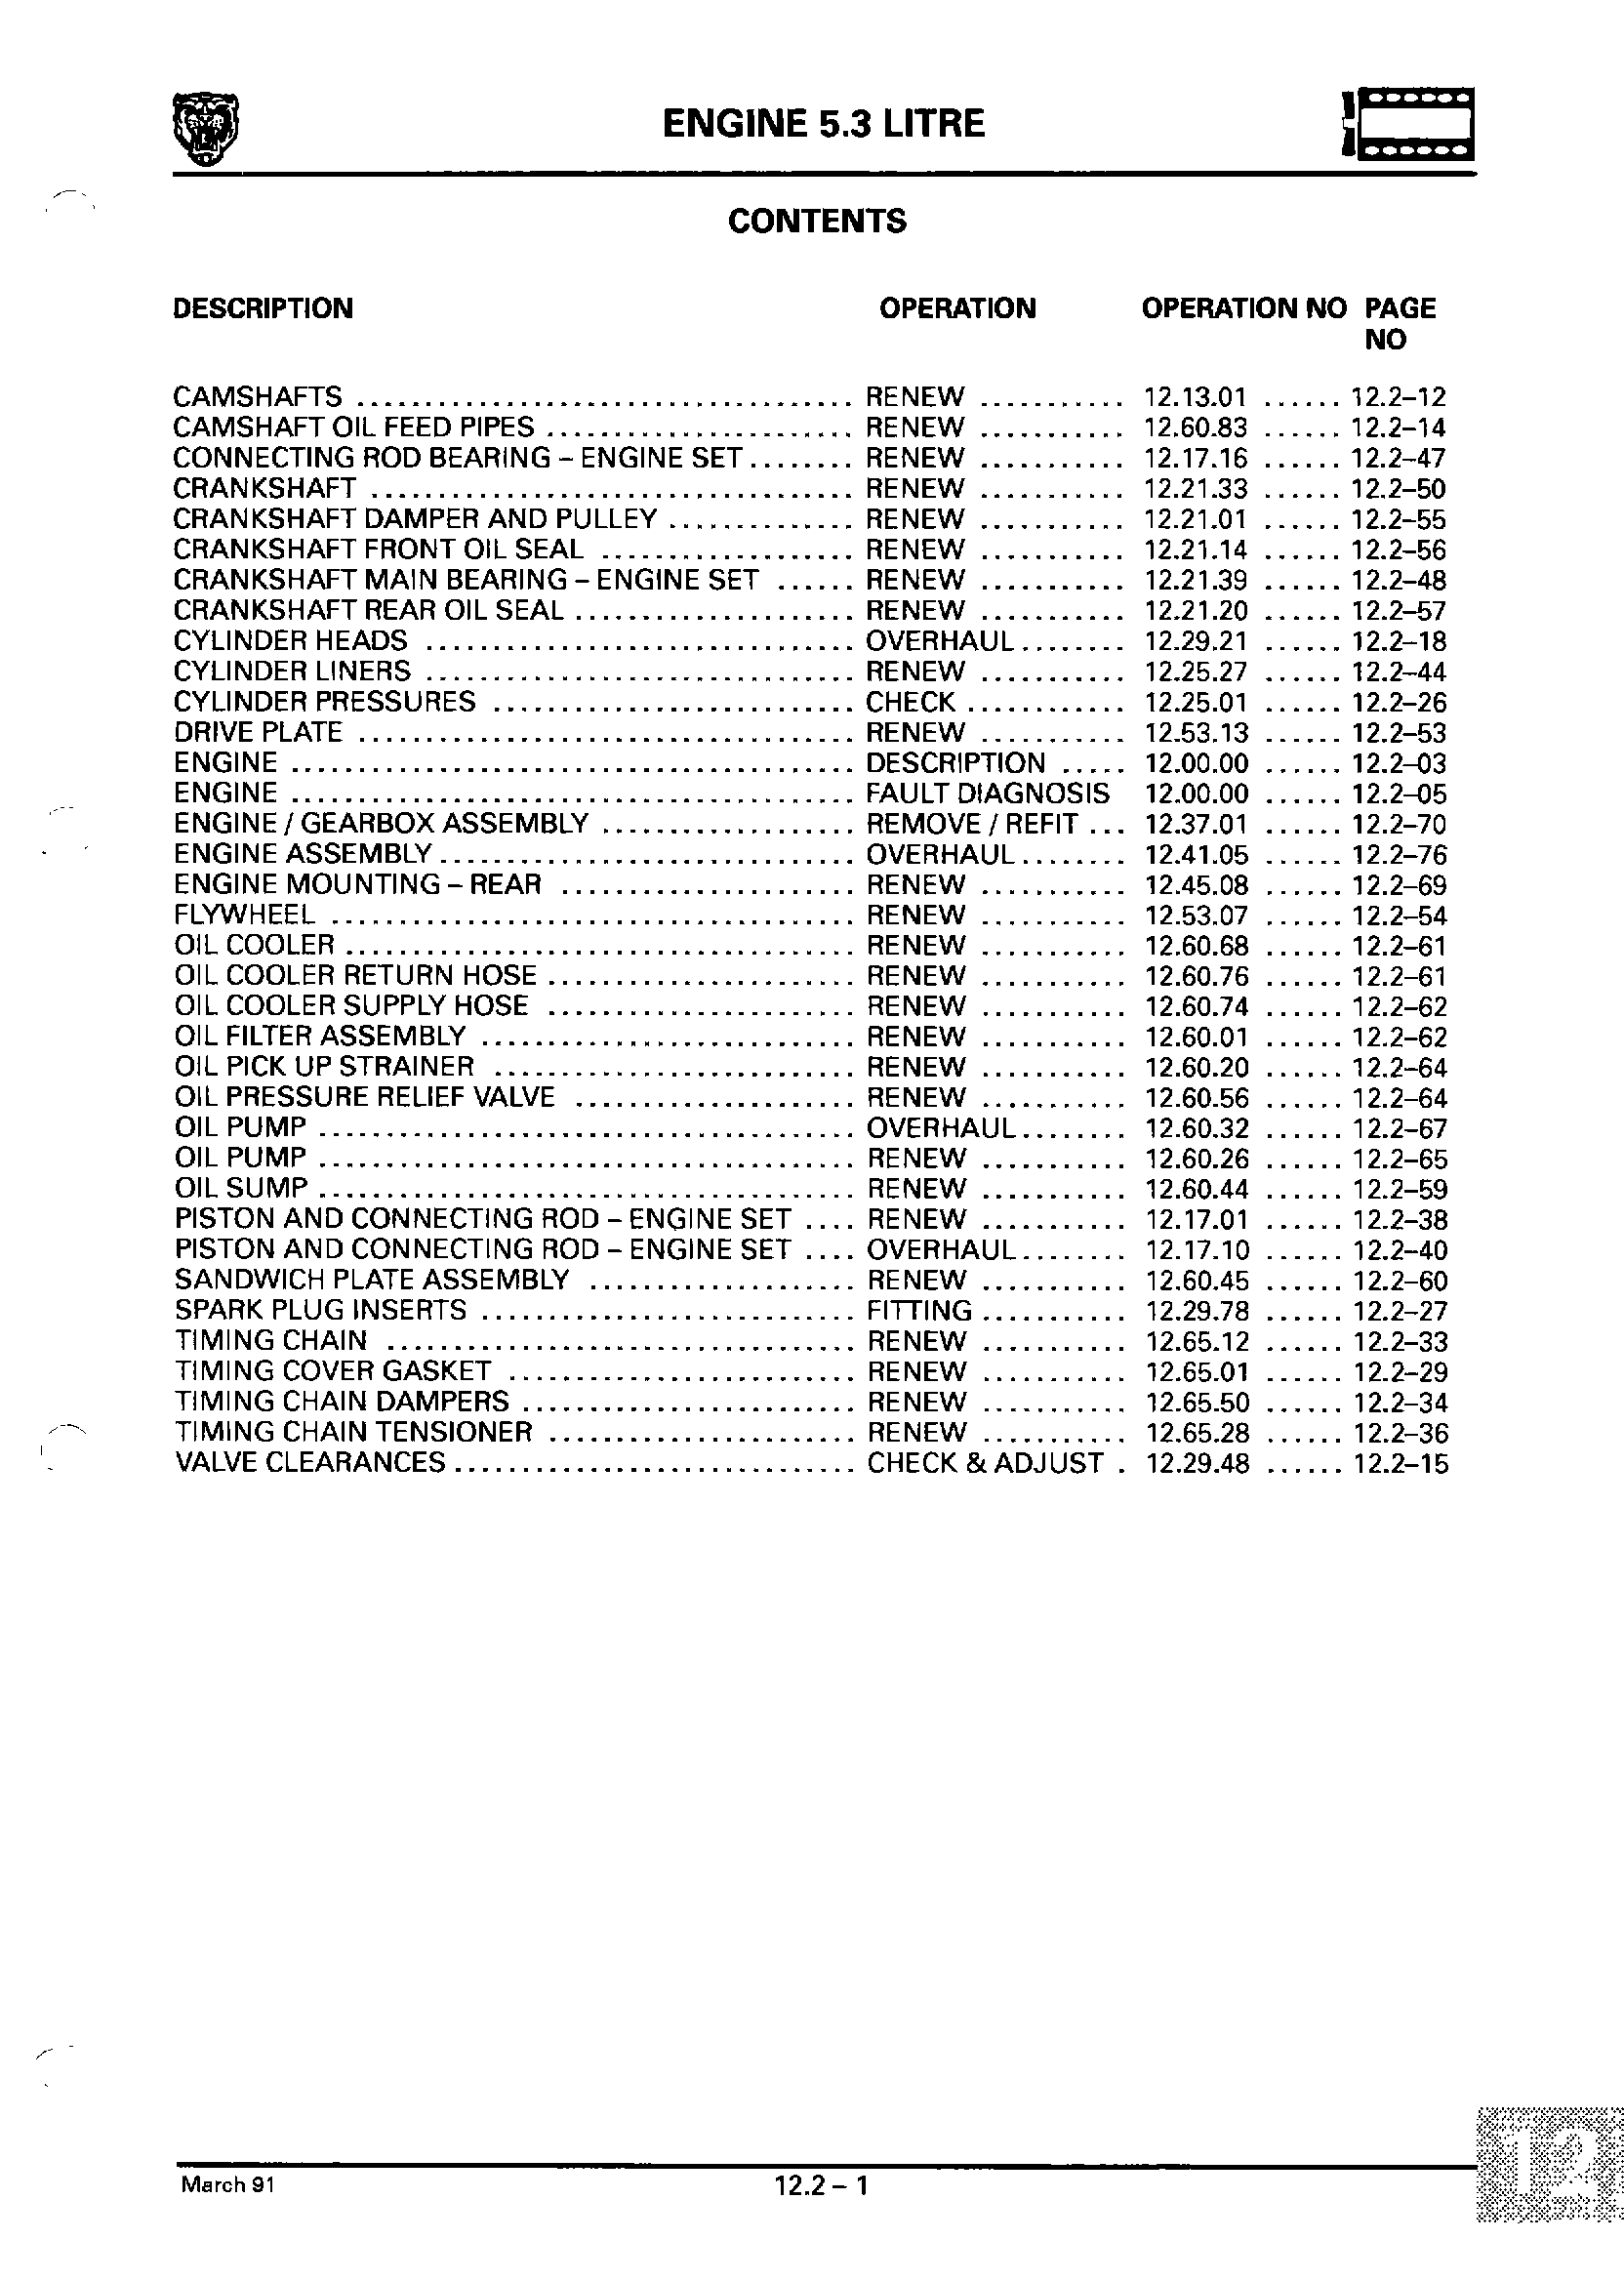 ENGINE 5.3 LITRE
CONTENTS
DESCRIPTION OPERATION OPERATION NO PAGE
NO
CAMSHAFTS ..................................... RENEW ........... 12.13.01 ...... 12.2–12
CAMSHAFT OIL FEED PIPES ....................... RENEW ........... 12.60.83 ...... 12.2–14
CONNECTING ROD BEARING – ENGINE SET ........ RENEW ........... 12.17.16 ...... 12.2–47
CRANKSHAFT .................................... RENEW ........... 12.21.33 ...... 12.2–50
CRANKSHAFT DAMPER AND PULLEY .............. RENEW ........... 12.21.01 ...... 12.2–55
CRANKSHAFT FRONT OIL SEAL ................... RENEW ........... 12.21.14 ...... 12.2–56
CRANKSHAFT MAIN BEARING – ENGINE SET ...... RENEW ........... 12.21.39 ...... 12.2–48
CRANKSHAFT REAR OIL SEAL ..................... RENEW ........... 12.21.20 ...... 12.2–57
CYLINDER HEADS ................................ OVERHAUL ........ 12.29.21 ...... 12.2–18
CYLINDER LINERS ................................ RENEW ........... 12.25.27 ...... 12.2–44
CYLINDER PRESSURES ........................... CHECK ............ 12.25.01 ...... 12.2–26
DRIVE PLATE ..................................... RENEW ........... 12.53.13 ...... 12.2–53
ENGINE .......................................... DESCRIPTION ..... 12.00.00 ...... 12.2–03
ENGINE .......................................... FAULT DIAGNOSIS 12.00.00 ...... 12.2–05
ENGINE / GEARBOX ASSEMBLY ................... REMOVE / REFIT ... 12.37.01 ...... 12.2–70
ENGINE ASSEMBLY ............................... OVERHAUL ........ 12.41.05 ...... 12.2–76
ENGINE MOUNTING – REAR ...................... RENEW ........... 12.45.08 ...... 12.2–69
FLYWHEEL ....................................... RENEW ........... 12.53.07 ...... 12.2–54
OIL COOLER ...................................... RENEW ........... 12.60.68 ...... 12.2–61
OIL COOLER RETURN HOSE ....................... RENEW ........... 12.60.76 ...... 12.2–61
OIL COOLER SUPPLY HOSE ....................... RENEW ........... 12.60.74 ...... 12.2–62
OIL FILTER ASSEMBLY ............................ RENEW ........... 12.60.01 ...... 12.2–62
OIL PICK UP STRAINER ........................... RENEW ........... 12.60.20 ...... 12.2–64
OIL PRESSURE RELIEF VALVE ..................... RENEW ........... 12.60.56 ...... 12.2–64
OIL PUMP ........................................ OVERHAUL ........ 12.60.32 ...... 12.2–67
OIL PUMP ........................................ RENEW ........... 12.60.26 ...... 12.2–65
OIL SUMP ........................................ RENEW ........... 12.60.44 ...... 12.2–59
PISTON AND CONNECTING ROD – ENGINE SET .... RENEW ........... 12.17.01 ...... 12.2–38
PISTON AND CONNECTING ROD – ENGINE SET .... OVERHAUL ........ 12.17.10 ...... 12.2–40
SANDWICH PLATE ASSEMBLY .................... RENEW ........... 12.60.45 ...... 12.2–60
SPARK PLUG INSERTS ............................ FITTING ........... 12.29.78 ...... 12.2–27
TIMING CHAIN ................................... RENEW ........... 12.65.12 ...... 12.2–33
TIMING COVER GASKET .......................... RENEW ........... 12.65.01 ...... 12.2–29
TIMING CHAIN DAMPERS ......................... RENEW ........... 12.65.50 ...... 12.2–34
TIMING CHAIN TENSIONER ....................... RENEW ........... 12.65.28 ...... 12.2–36
VALVE CLEARANCES .............................. CHECK & ADJUST . 12.29.48 ...... 12.2–15
12
March 91 12.2 – 1